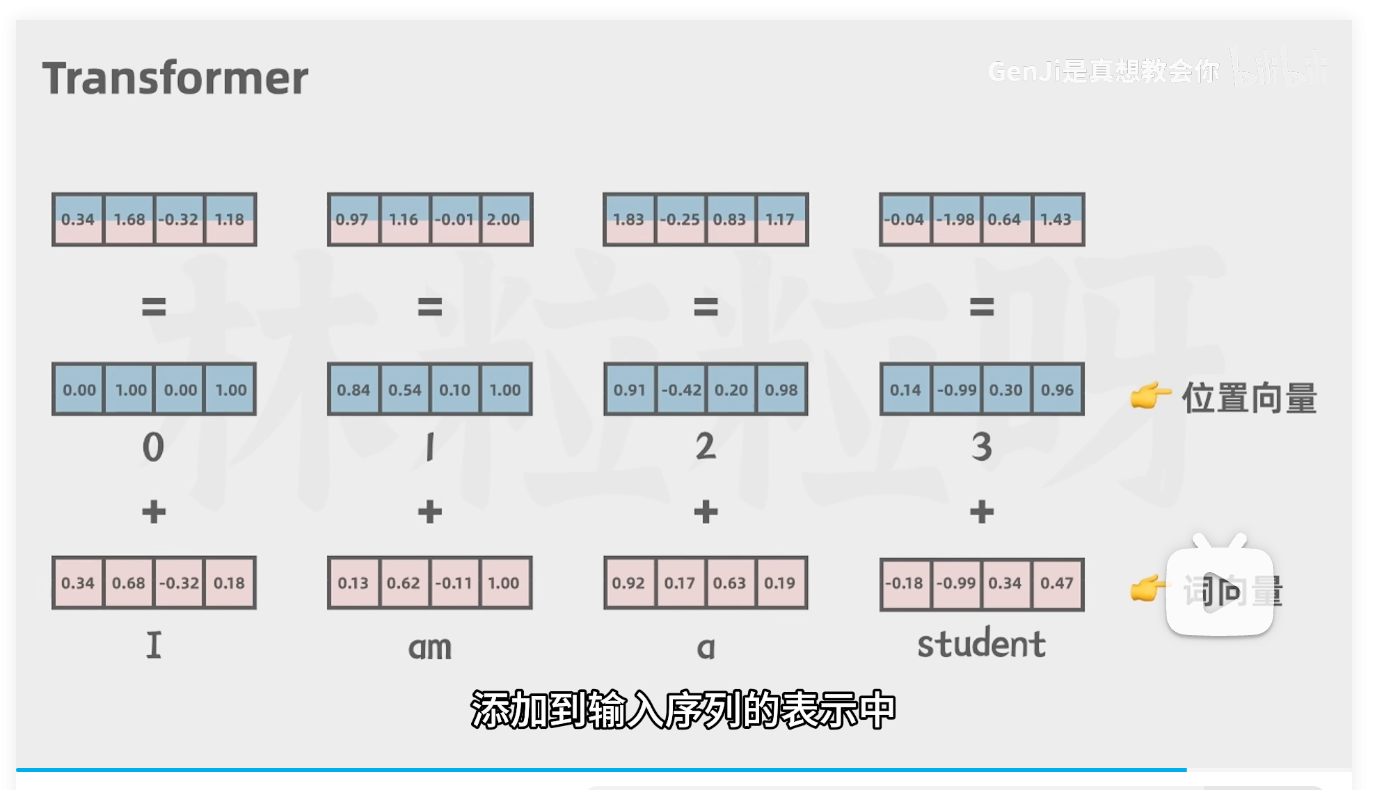 Transformer
GenJi是真想教会你 bilibili
0.34 1.68 -0.32 1.18 0.97 1.16 -0.01 2.00 1.83 -0.25 0.83 1.17 -0.04 -1.98 0.64 1.43
= = = =
0.00 1.00 0.00 1.00 0.84 0.54 0.10 1.00 0.91 -0.42 0.20 0.98 0.14 -0.99 0.30 0.96 位置向量
0 1 2 3
+ + + +
0.34 0.68 -0.32 0.18 0.13 0.62 -0.11 1.00 0.92 0.17 0.63 0.19 -0.18 -0.99 0.34 0.47 词向量
I am a student
林粒粒呀
添加到输入序列的表示中